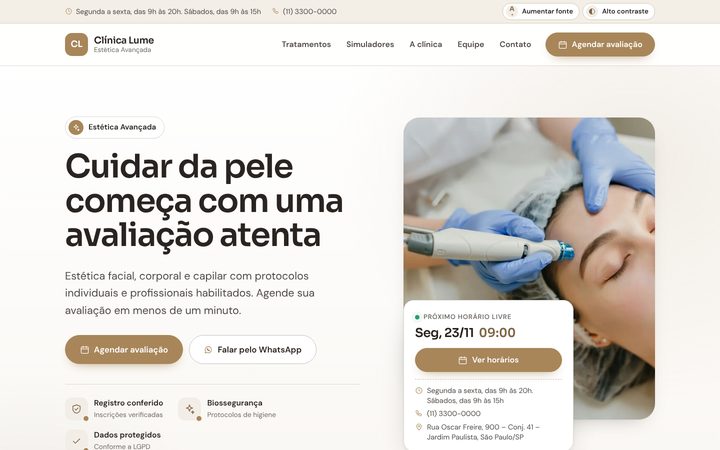 Segunda a sexta, das 9h às 20h. Sábados, das 9h às 15h
(11) 3300-0000
A
Aumentar fonte
Alto contraste
CL
Clínica Lume
Estética Avançada
Tratamentos
Simuladores
A clínica
Equipe
Contato
Agendar avaliação
Estética Avançada
Cuidar da pele
começa com uma
avaliação atenta
Estética facial, corporal e capilar com protocolos
individuais e profissionais habilitados. Agende sua
avaliação em menos de um minuto.
Agendar avaliação
Falar pelo WhatsApp
Registro conferido
Inscrições verificadas
Biossegurança
Protocolos de higiene
Dados protegidos
Conforme a LGPD
PRÓXIMO HORÁRIO LIVRE
Seg, 23/11 09:00
Ver horários
Segunda a sexta, das 9h às 20h.
Sábados, das 9h às 15h
(11) 3300-0000
Rua Oscar Freire, 900 – Conj. 41 –
Jardim Paulista, São Paulo/SP